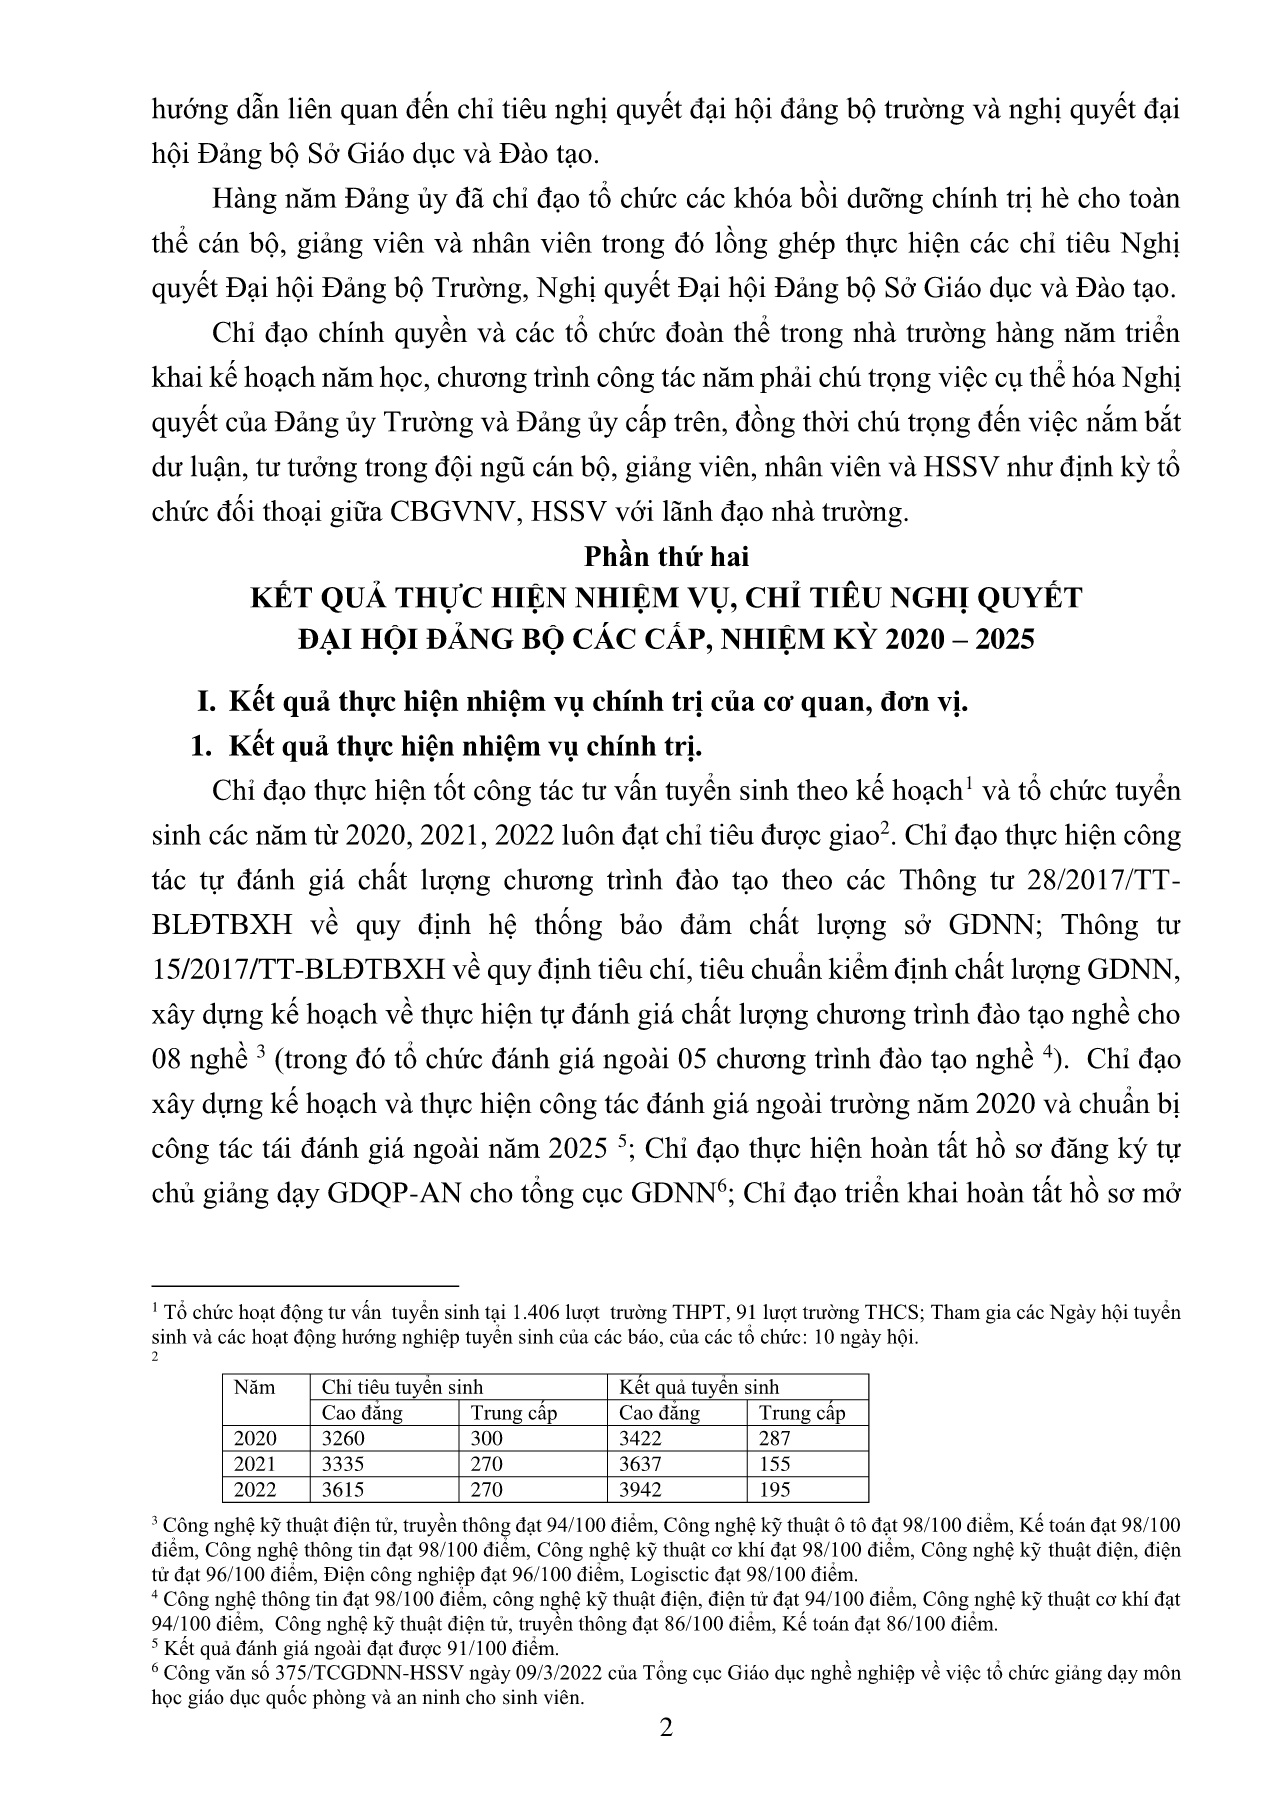 hướng dẫn liên quan đến chỉ tiêu nghị quyết đại hội đảng bộ trường và nghị quyết đại
hội Đảng bộ Sở Giáo dục và Đào tạo.
Hàng năm Đảng ủy đã chỉ đạo tổ chức các khóa bồi dưỡng chính trị hè cho toàn
thể cán bộ, giảng viên và nhân viên trong đó lồng ghép thực hiện các chỉ tiêu Nghị
quyết Đại hội Đảng bộ Trường, Nghị quyết Đại hội Đảng bộ Sở Giáo dục và Đào tạo.
Chỉ đạo chính quyền và các tổ chức đoàn thể trong nhà trường hàng năm triển
khai kế hoạch năm học, chương trình công tác năm phải chú trọng việc cụ thể hóa Nghị
quyết của Đảng ủy Trường và Đảng ủy cấp trên, đồng thời chú trọng đến việc nắm bắt
dư luận, tư tưởng trong đội ngũ cán bộ, giảng viên, nhân viên và HSSV như định kỳ tổ
chức đối thoại giữa CBGVNV, HSSV với lãnh đạo nhà trường.
Phần thứ hai
KẾT QUẢ THỰC HIỆN NHIỆM VỤ, CHỈ TIÊU NGHỊ QUYẾT
ĐẠI HỘI ĐẢNG BỘ CÁC CẤP, NHIỆM KỲ 2020 – 2025
I. Kết quả thực hiện nhiệm vụ chính trị của cơ quan, đơn vị.
1. Kết quả thực hiện nhiệm vụ chính trị.
Chỉ đạo thực hiện tốt công tác tư vấn tuyển sinh theo kế hoạch¹ và tổ chức tuyển
sinh các năm từ 2020, 2021, 2022 luôn đạt chỉ tiêu được giao². Chỉ đạo thực hiện công
tác tự đánh giá chất lượng chương trình đào tạo theo các Thông tư 28/2017/TT-
BLĐTBXH về quy định hệ thống bảo đảm chất lượng sở GDNN; Thông tư
15/2017/TT-BLĐTBXH về quy định tiêu chí, tiêu chuẩn kiểm định chất lượng GDNN,
xây dựng kế hoạch về thực hiện tự đánh giá chất lượng chương trình đào tạo nghề cho
08 nghề ³ (trong đó tổ chức đánh giá ngoài 05 chương trình đào tạo nghề ⁴). Chỉ đạo
xây dựng kế hoạch và thực hiện công tác đánh giá ngoài trường năm 2020 và chuẩn bị
công tác tái đánh giá ngoài năm 2025 ⁵; Chỉ đạo thực hiện hoàn tất hồ sơ đăng ký tự
chủ giảng dạy GDQP-AN cho tổng cục GDNN⁶; Chỉ đạo triển khai hoàn tất hồ sơ mở
¹ Tổ chức hoạt động tư vấn tuyển sinh tại 1.406 lượt trường THPT, 91 lượt trường THCS; Tham gia các Ngày hội tuyển
sinh và các hoạt động hướng nghiệp tuyển sinh của các báo, của các tổ chức: 10 ngày hội.
²
Năm Chỉ tiêu tuyển sinh Kết quả tuyển sinh
Cao đẳng Trung cấp Cao đẳng Trung cấp
2020 3260 300 3422 287
2021 3335 270 3637 155
2022 3615 270 3942 195
³ Công nghệ kỹ thuật điện tử, truyền thông đạt 94/100 điểm, Công nghệ kỹ thuật ô tô đạt 98/100 điểm, Kế toán đạt 98/100
điểm, Công nghệ thông tin đạt 98/100 điểm, Công nghệ kỹ thuật cơ khí đạt 98/100 điểm, Công nghệ kỹ thuật điện, điện
tử đạt 96/100 điểm, Điện công nghiệp đạt 96/100 điểm, Logisctic đạt 98/100 điểm.
⁴ Công nghệ thông tin đạt 98/100 điểm, công nghệ kỹ thuật điện, điện tử đạt 94/100 điểm, Công nghệ kỹ thuật cơ khí đạt
94/100 điểm, Công nghệ kỹ thuật điện tử, truyền thông đạt 86/100 điểm, Kế toán đạt 86/100 điểm.
⁵ Kết quả đánh giá ngoài đạt được 91/100 điểm.
⁶ Công văn số 375/TCGDNN-HSSV ngày 09/3/2022 của Tổng cục Giáo dục nghề nghiệp về việc tổ chức giảng dạy môn
học giáo dục quốc phòng và an ninh cho sinh viên.
2